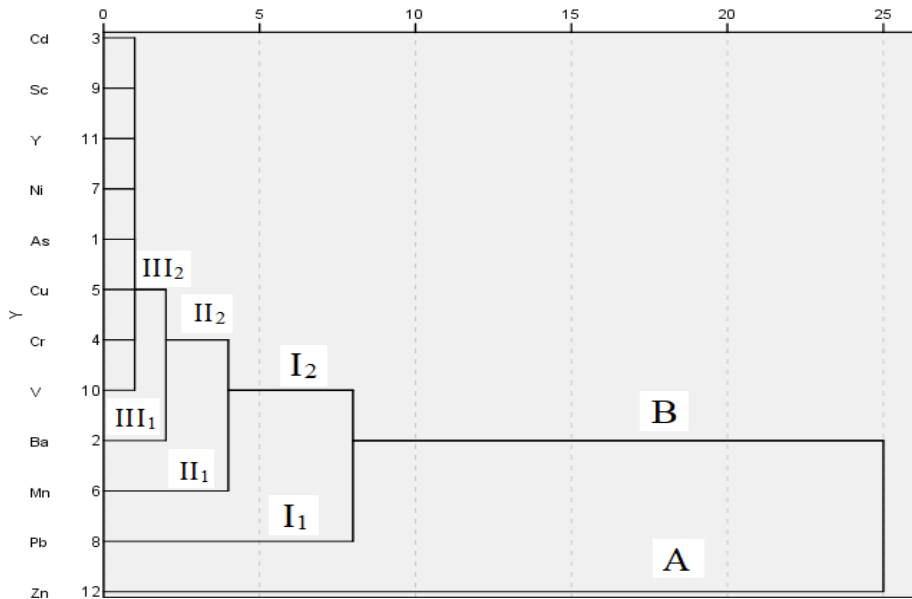 0 5 10 15 20 25
Cd 3
Sc 9
Y 11
Ni 7
As 1
III₂
Cu 5
II₂
Y
Cr 4
I₂
V 10
B
III₁
Ba 2
II₁
Mn 6
I₁
Pb 8
A
Zn 12